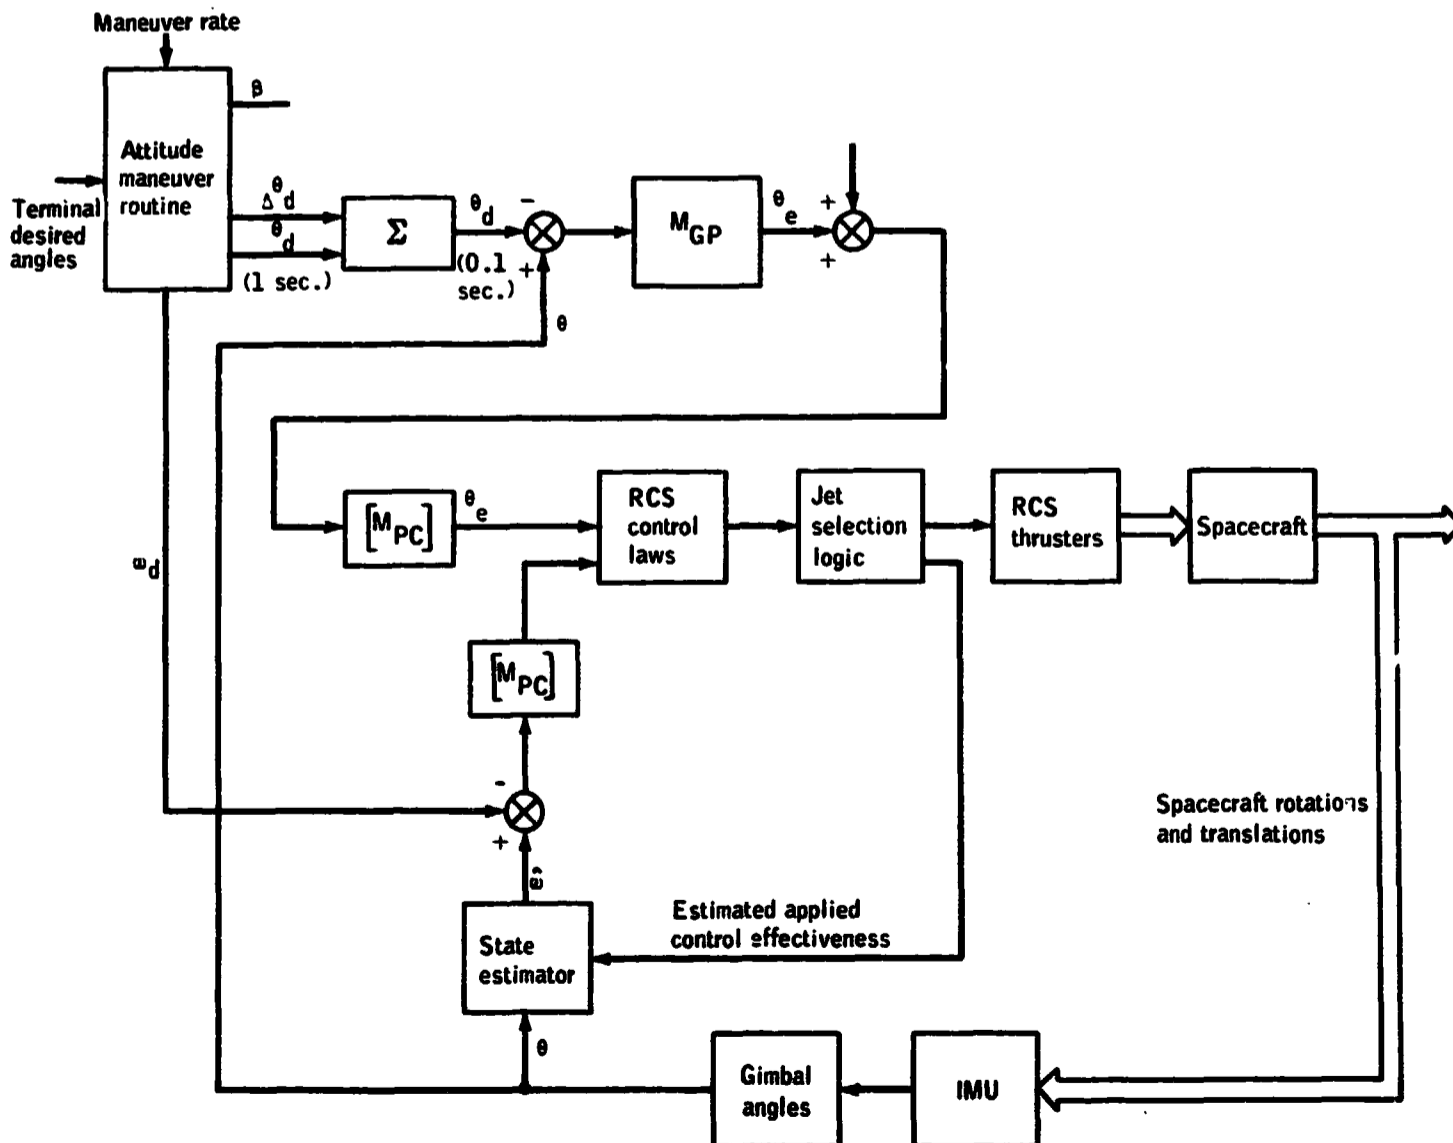 Maneuver rate
β
Attitude
maneuver
routine
Terminal
desired
angles
Δθd
θd
(1 sec.)
Σ
θd
(0.1
sec.)
-
+
θ
MGP
θe
+
+
[MPC]
θe
RCS
control
laws
Jet
selection
logic
RCS
thrusters
Spacecraft
ωd
[MPC]
-
+
Spacecraft rotations
and translations
Estimated applied
control effectiveness
State
estimator
θ
Gimbal
angles
IMU